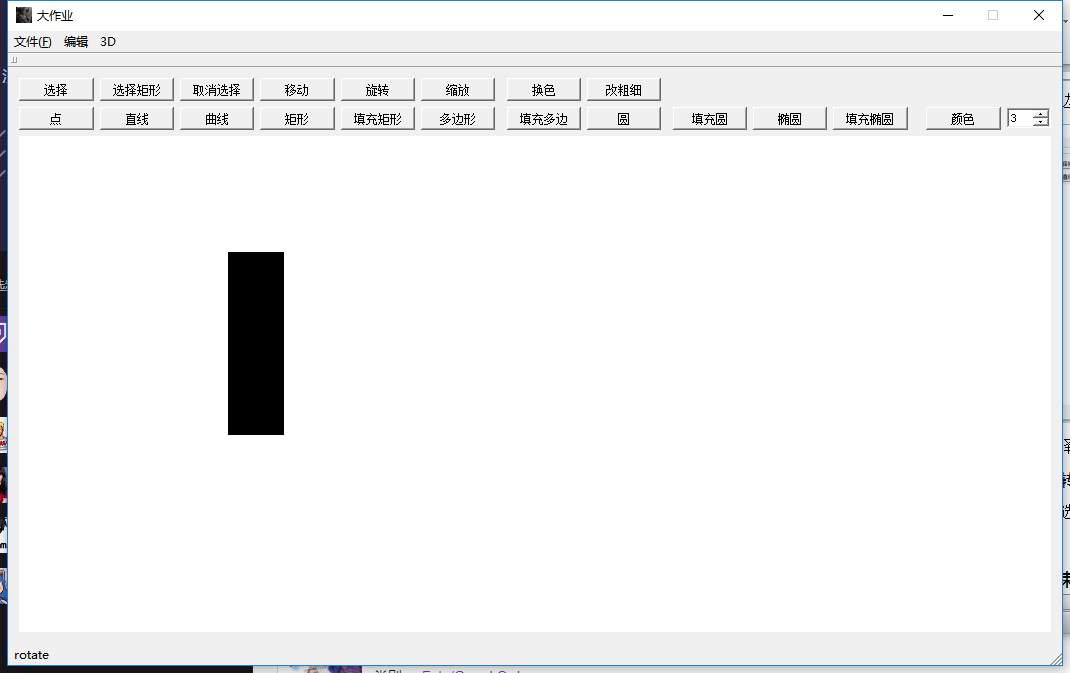 大作业
文件(F) 编辑 3D
选择 选择矩形 取消选择 移动 旋转 缩放 换色 改粗细
点 直线 曲线 矩形 填充矩形 多边形 填充多边 圆 填充圆 椭圆 填充椭圆 颜色 3
rotate